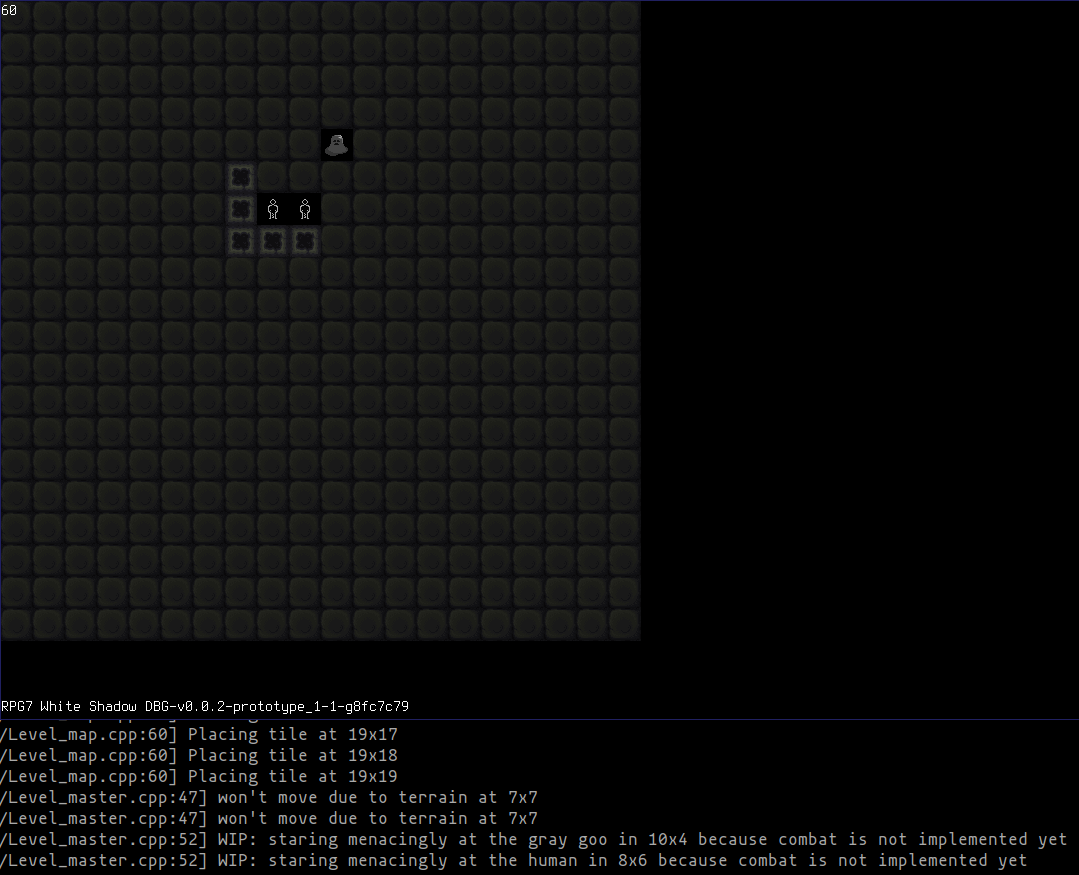 60
RPG7 White Shadow DBG-v0.0.2-prototype_1-1-g8fc7c79
/Level_map.cpp:60] Placing tile at 19x17
/Level_map.cpp:60] Placing tile at 19x18
/Level_map.cpp:60] Placing tile at 19x19
/Level_master.cpp:47] won't move due to terrain at 7x7
/Level_master.cpp:47] won't move due to terrain at 7x7
/Level_master.cpp:52] WIP: staring menacingly at the gray goo in 10x4 because combat is not implemented yet
/Level_master.cpp:52] WIP: staring menacingly at the human in 8x6 because combat is not implemented yet